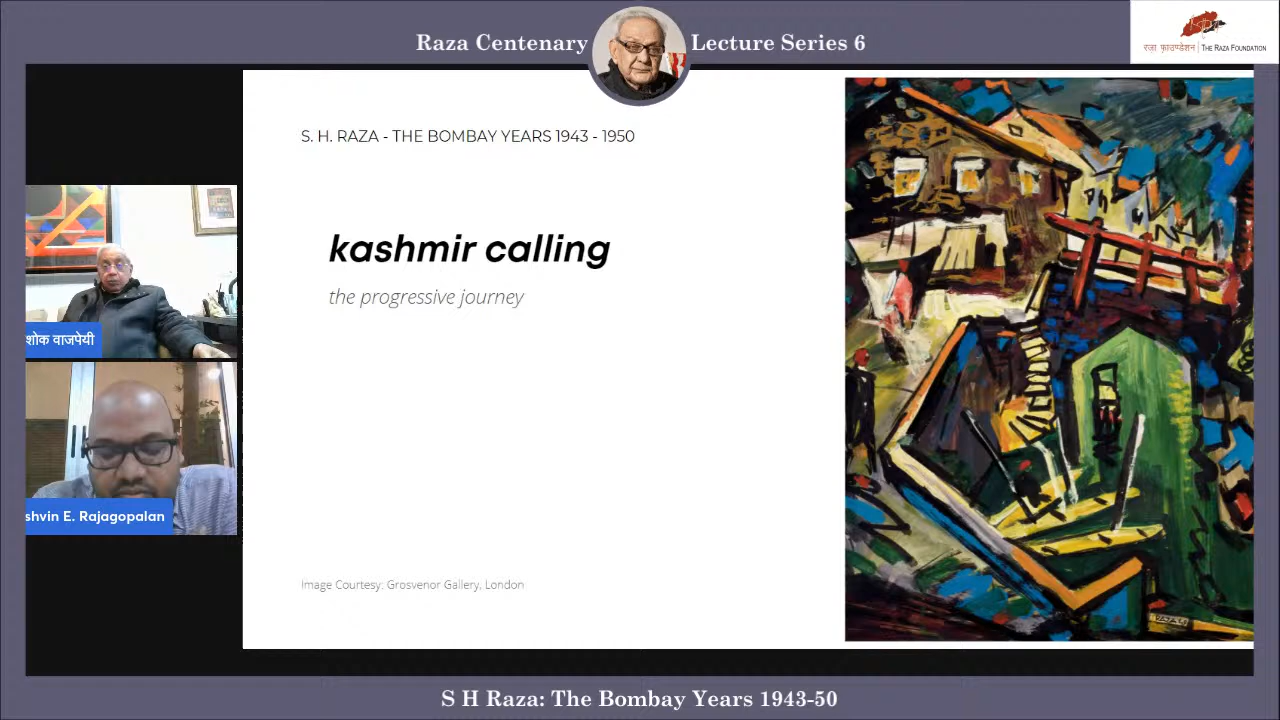 Raza Centenary Lecture Series 6
रज़ा फ़ाउण्डेशन | THE RAZA FOUNDATION
S. H. RAZA - THE BOMBAY YEARS 1943 - 1950
kashmir calling
the progressive journey
शोक वाजपेयी
shvin E. Rajagopalan
Image Courtesy: Grosvenor Gallery, London
S H Raza: The Bombay Years 1943-50